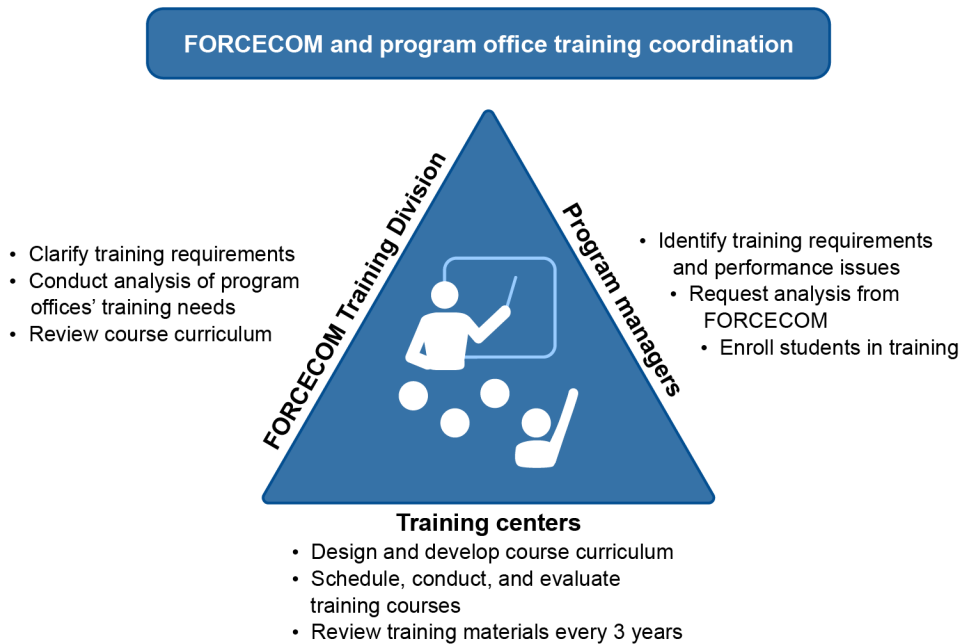 FORCECOM and program office training coordination
FORCECOM Training Division
• Clarify training requirements
• Conduct analysis of program
offices’ training needs
• Review course curriculum
Program managers
• Identify training requirements
and performance issues
• Request analysis from
FORCECOM
• Enroll students in training
Training centers
• Design and develop course curriculum
• Schedule, conduct, and evaluate
training courses
• Review training materials every 3 years